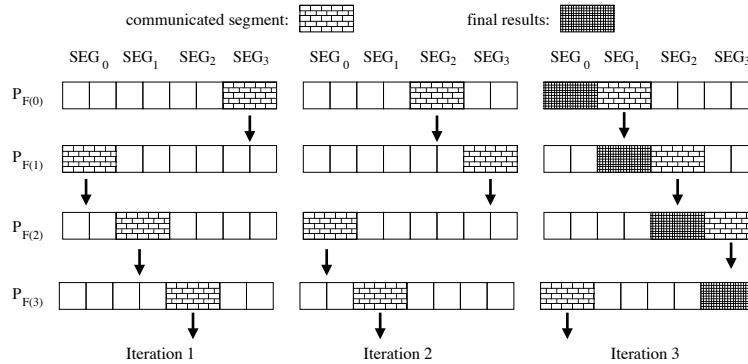 communicated segment: final results:
SEG0 SEG1 SEG2 SEG3 SEG0 SEG1 SEG2 SEG3 SEG0 SEG1 SEG2 SEG3
PF(0)
PF(1)
PF(2)
PF(3)
Iteration 1 Iteration 2 Iteration 3